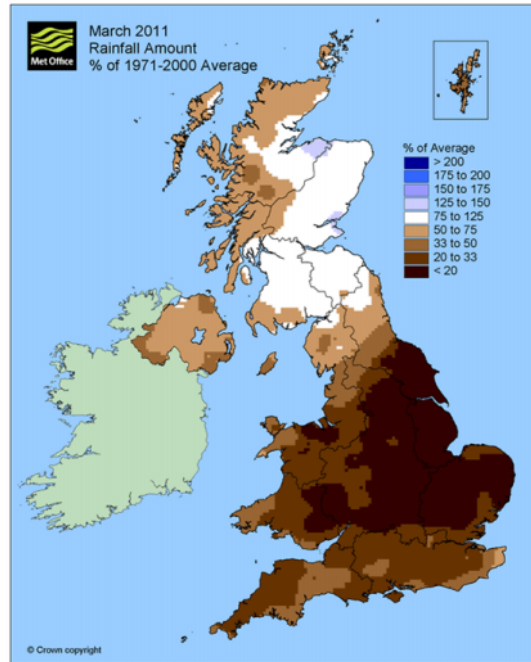 March 2011
Rainfall Amount
% of 1971-2000 Average
Met Office
% of Average
> 200
175 to 200
150 to 175
125 to 150
75 to 125
50 to 75
33 to 50
20 to 33
< 20
© Crown copyright